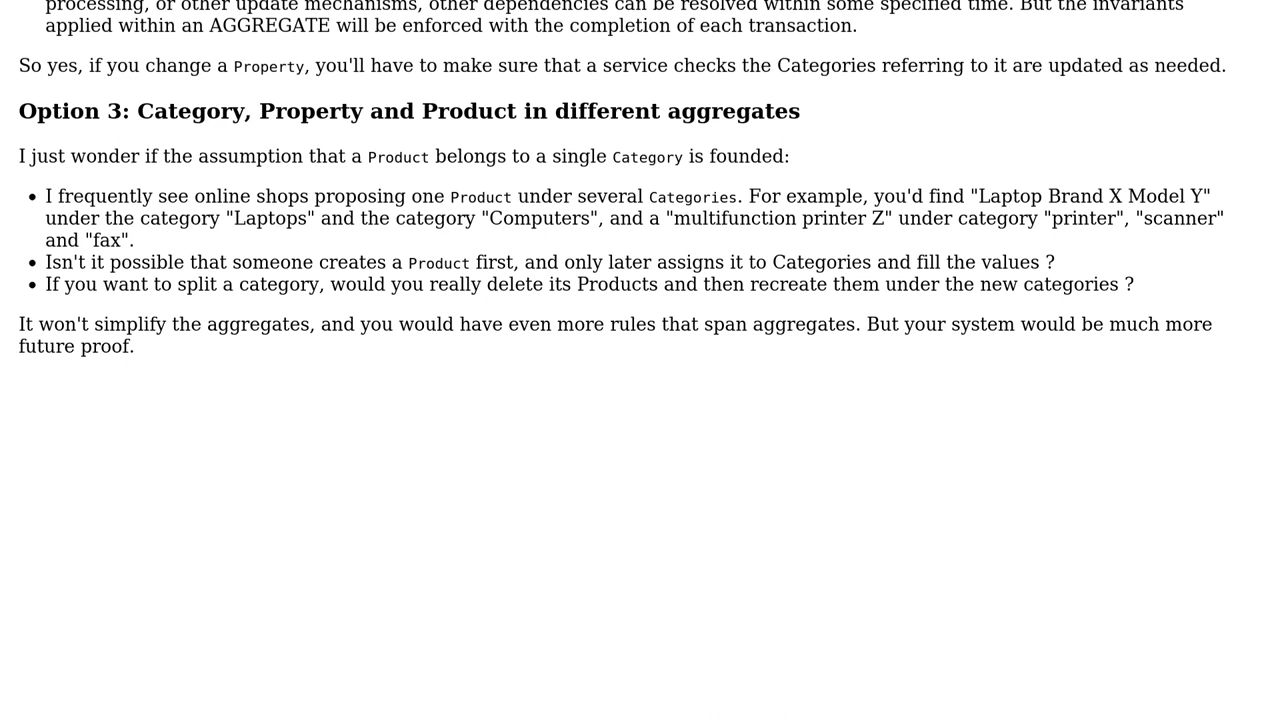 processing, or other update mechanisms, other dependencies can be resolved within some specified time. But the invariants
applied within an AGGREGATE will be enforced with the completion of each transaction.
So yes, if you change a Property, you'll have to make sure that a service checks the Categories referring to it are updated as needed.
Option 3: Category, Property and Product in different aggregates
I just wonder if the assumption that a Product belongs to a single Category is founded:
• I frequently see online shops proposing one Product under several Categories. For example, you'd find "Laptop Brand X Model Y"
under the category "Laptops" and the category "Computers", and a "multifunction printer Z" under category "printer", "scanner"
and "fax".
• Isn't it possible that someone creates a Product first, and only later assigns it to Categories and fill the values ?
• If you want to split a category, would you really delete its Products and then recreate them under the new categories ?
It won't simplify the aggregates, and you would have even more rules that span aggregates. But your system would be much more
future proof.